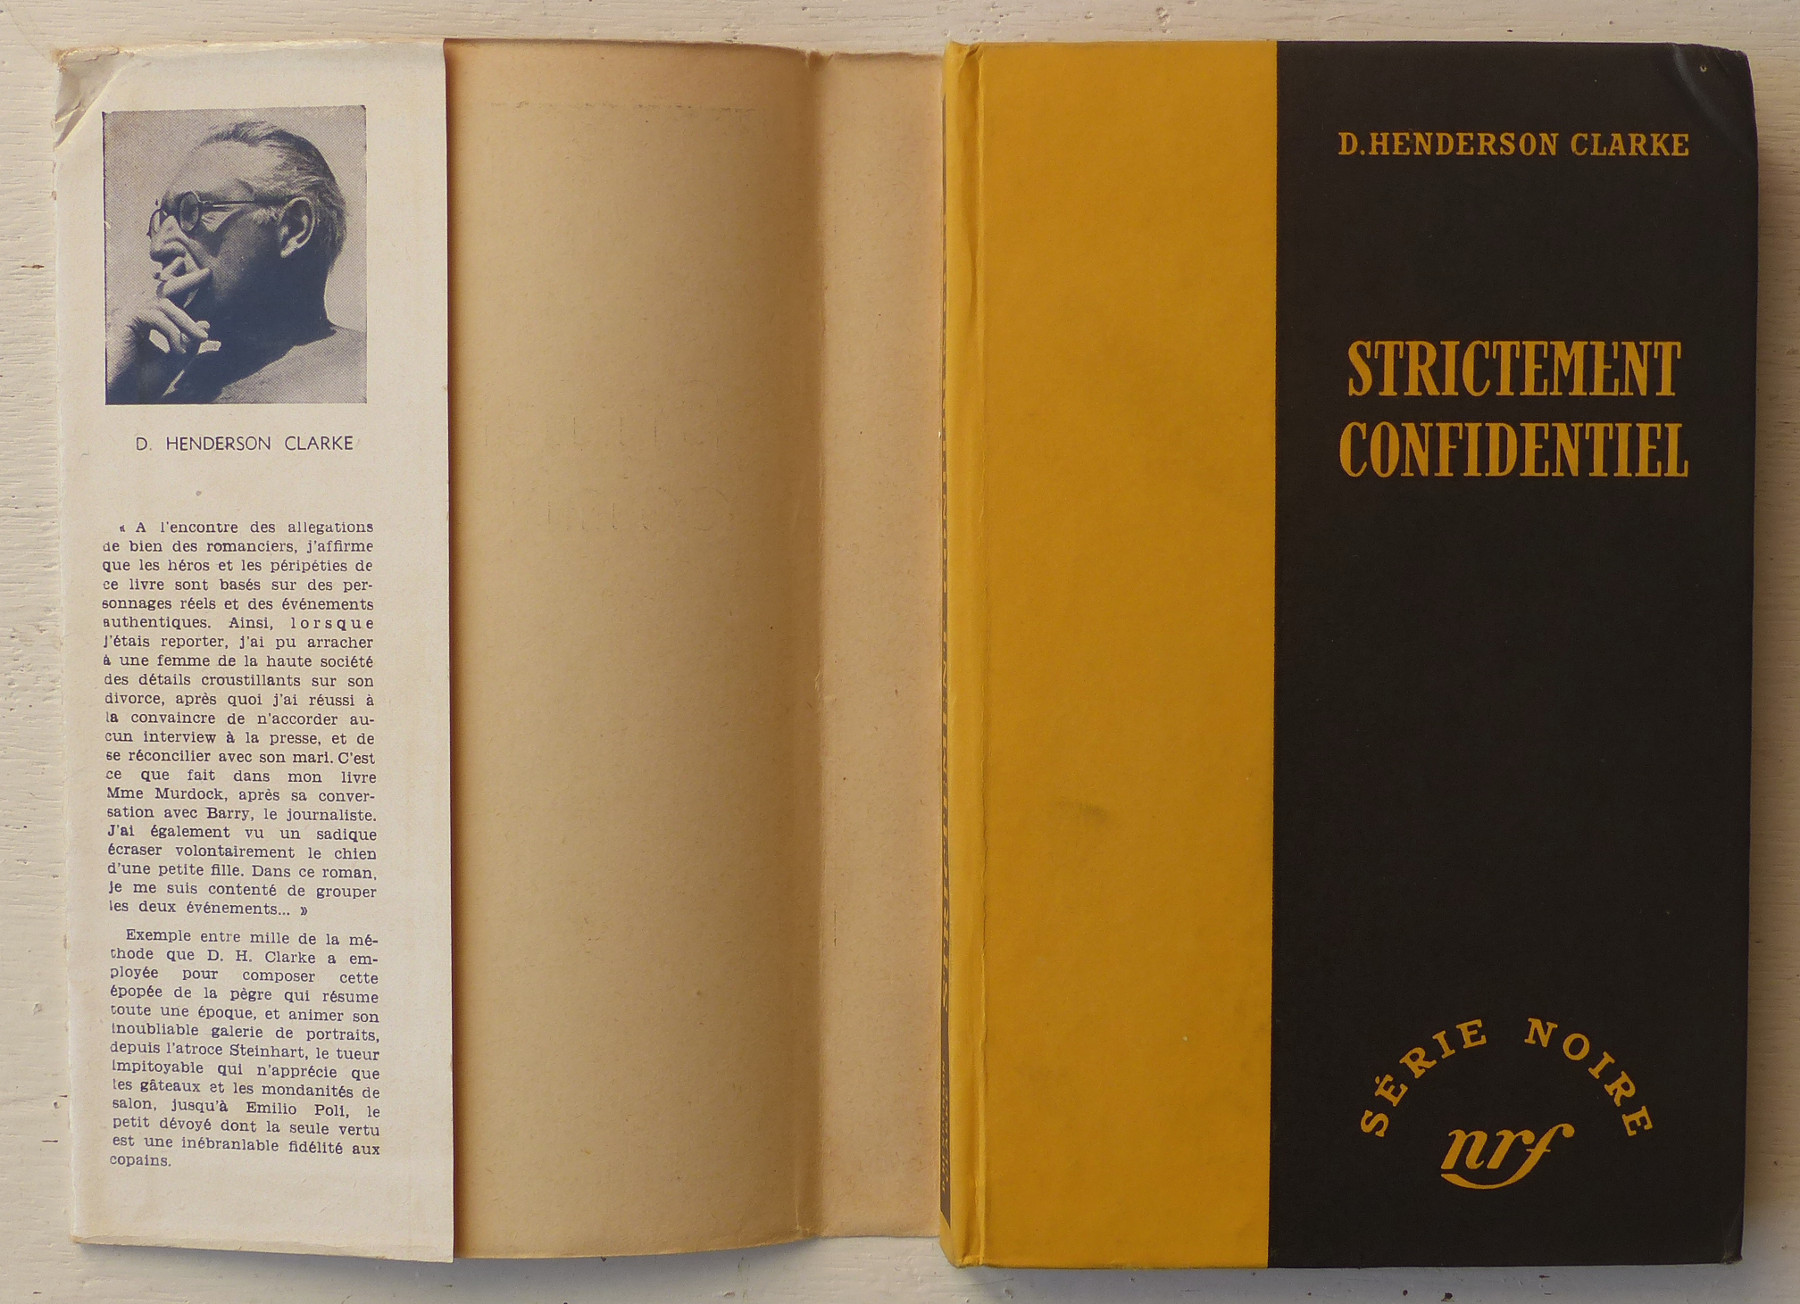 D. HENDERSON CLARKE
« A l'encontre des allegations
de bien des romanciers, j'affirme
que les héros et les péripéties de
ce livre sont basés sur des per-
sonnages réels et des événements
authentiques. Ainsi, lorsque
j'étais reporter, j'ai pu arracher
à une femme de la haute société
des détails croustillants sur son
divorce, après quoi j'ai réussi à
la convaincre de n'accorder au-
cun interview à la presse, et de
se réconcilier avec son mari. C'est
ce que fait dans mon livre
Mme Murdock, après sa conver-
sation avec Barry, le journaliste.
J'ai également vu un sadique
écraser volontairement le chien
d'une petite fille. Dans ce roman,
je me suis contenté de grouper
les deux événements... »
Exemple entre mille de la mé-
thode que D. H. Clarke a em-
ployée pour composer cette
épopée de la pègre qui résume
toute une époque, et animer son
inoubliable galerie de portraits,
depuis l'atroce Steinhart, le tueur
impitoyable qui n'apprécie que
les gâteaux et les mondanités de
salon, jusqu'à Emilio Poli, le
petit dévoyé dont la seule vertu
est une inébranlable fidélité aux
copains.
D. HENDERSON CLARKE
STRICTEMENT
CONFIDENTIEL
SÉRIE NOIRE
nrf